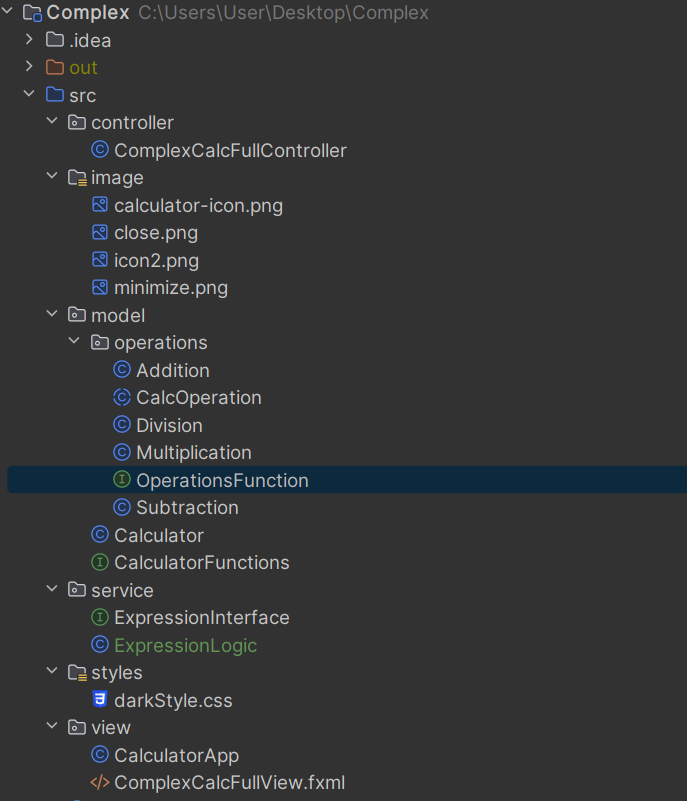 Complex C:\Users\User\Desktop\Complex
.idea
out
src
controller
ComplexCalcFullController
image
calculator-icon.png
close.png
icon2.png
minimize.png
model
operations
Addition
CalcOperation
Division
Multiplication
OperationsFunction
Subtraction
Calculator
CalculatorFunctions
service
ExpressionInterface
ExpressionLogic
styles
darkStyle.css
view
CalculatorApp
ComplexCalcFullView.fxml